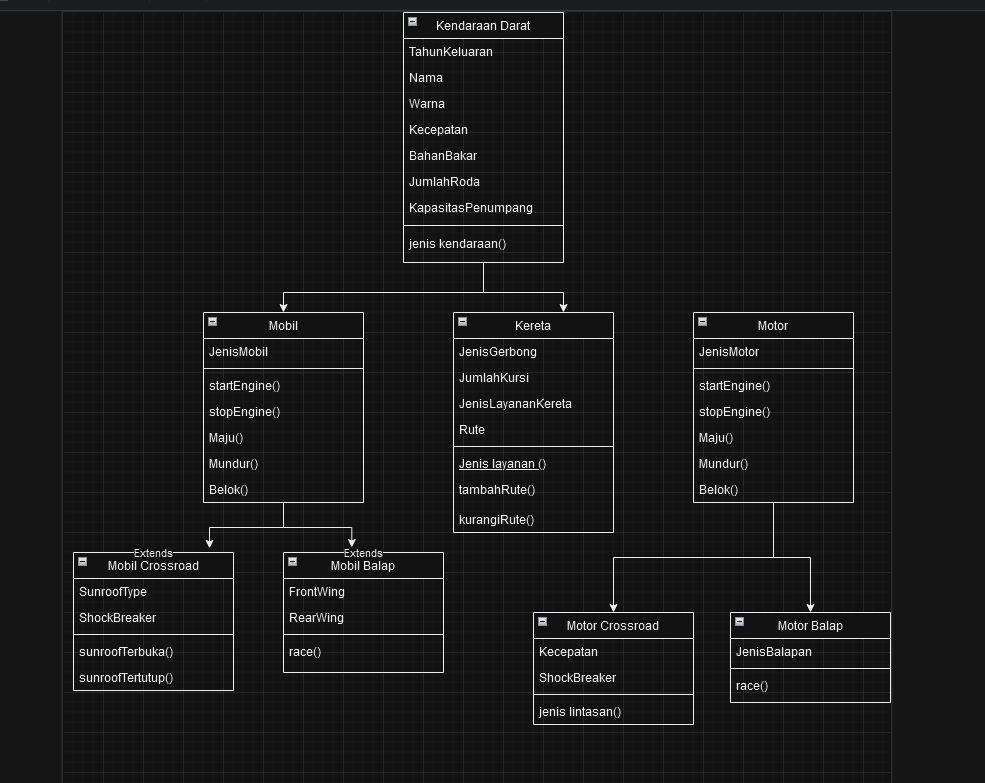 Kendaraan Darat
TahunKeluaran
Nama
Warna
Kecepatan
BahanBakar
JumlahRoda
KapasitasPenumpang
jenis kendaraan()
Mobil
JenisMobil
startEngine()
stopEngine()
Maju()
Mundur()
Belok()
Kereta
JenisGerbong
JumlahKursi
JenisLayananKereta
Rute
Jenis layanan ()
tambahRute()
kurangiRute()
Motor
JenisMotor
startEngine()
stopEngine()
Maju()
Mundur()
Belok()
Extends
Mobil Crossroad
SunroofType
ShockBreaker
sunroofTerbuka()
sunroofTertutup()
Extends
Mobil Balap
FrontWing
RearWing
race()
Motor Crossroad
Kecepatan
ShockBreaker
jenis lintasan()
Motor Balap
JenisBalapan
race()